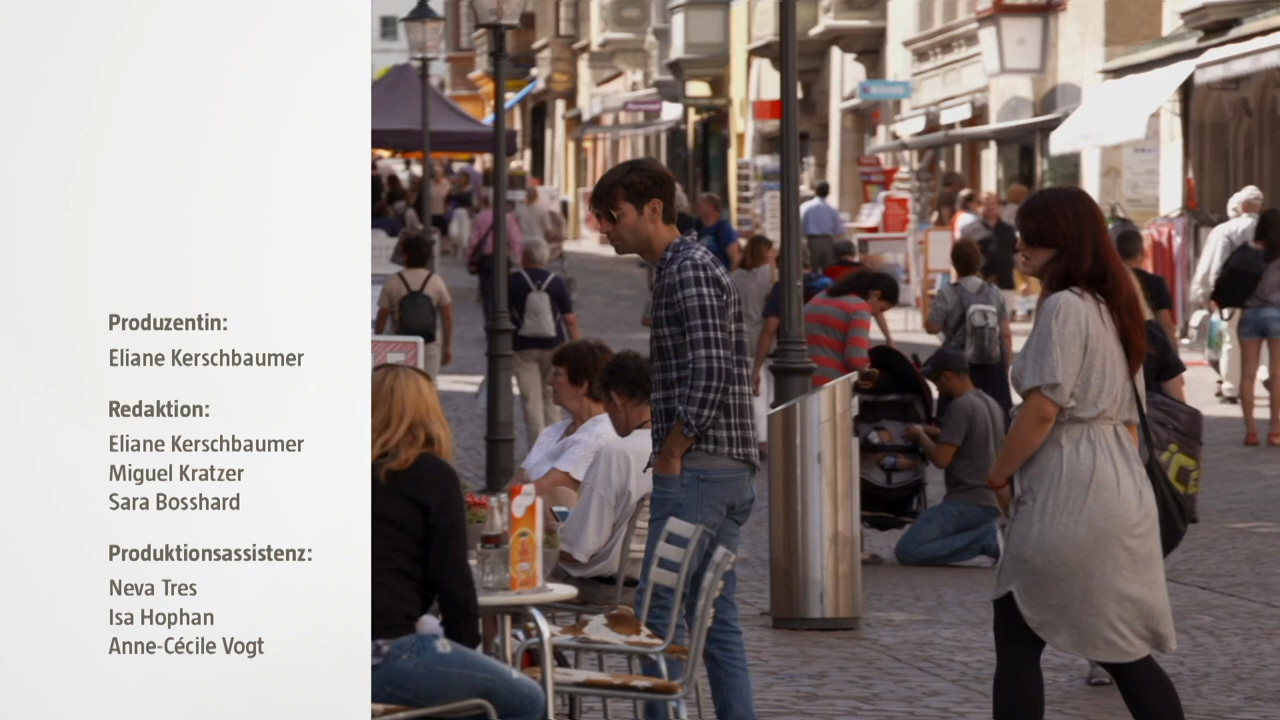 Produzentin:
Eliane Kerschbaumer
Redaktion:
Eliane Kerschbaumer
Miguel Kratzer
Sara Bosshard
Produktionsassistenz:
Neva Tres
Isa Hophan
Anne-Cécile Vogt